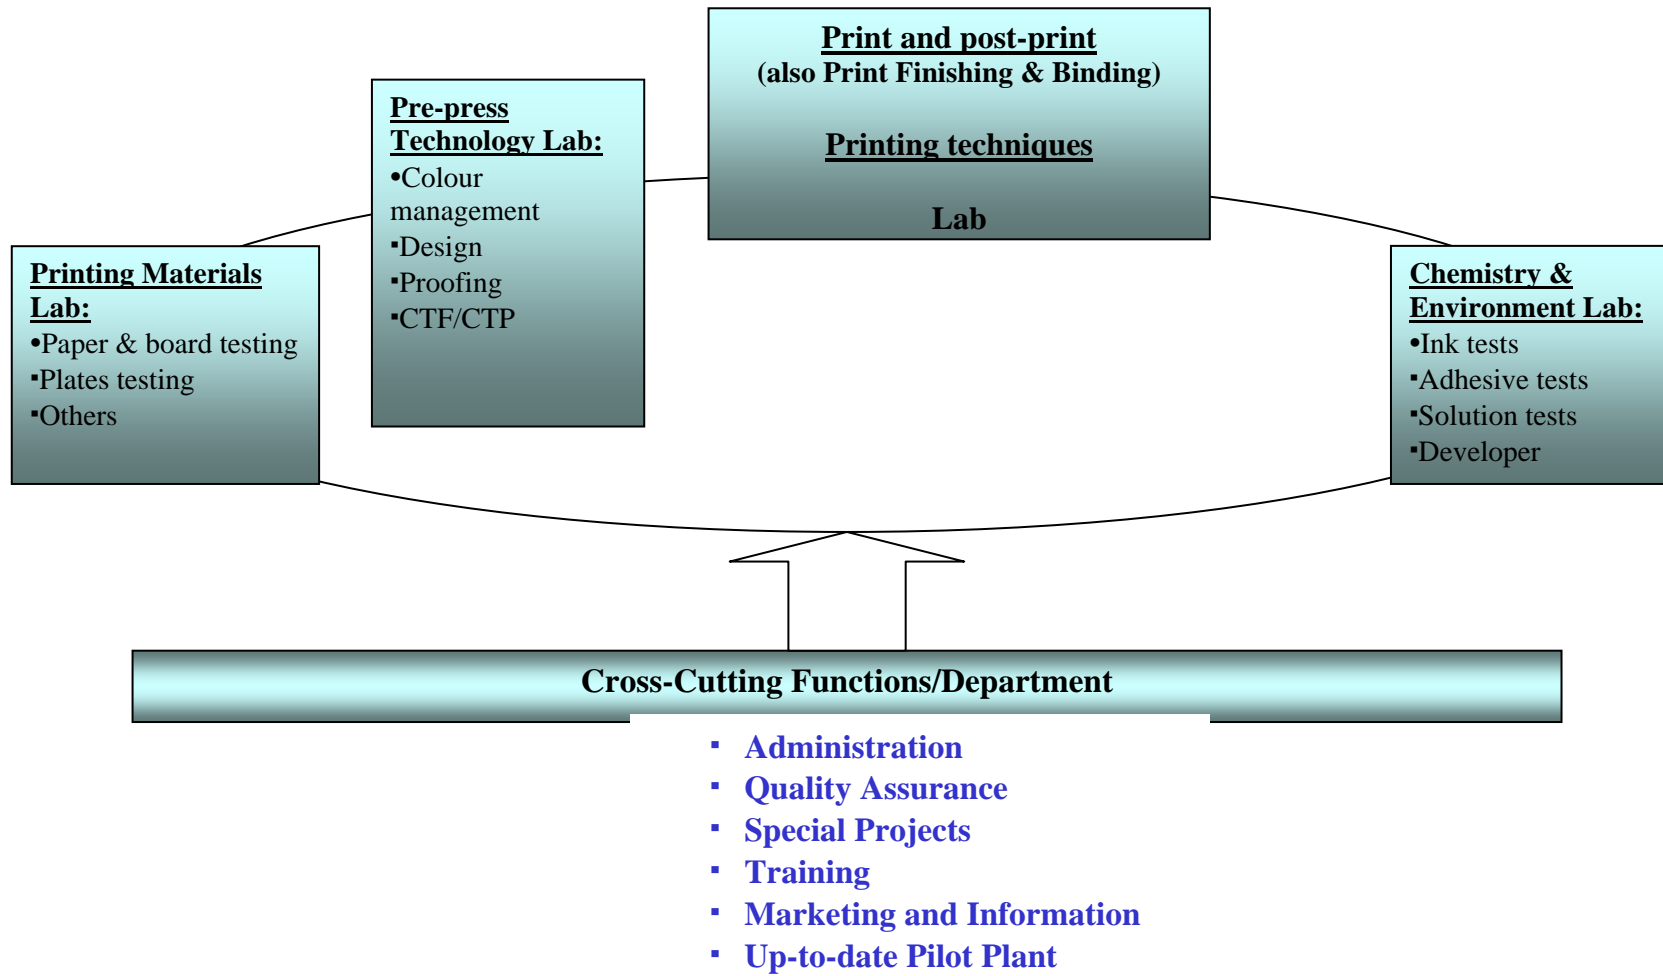 Print and post-print
(also Print Finishing & Binding)
Printing techniques
Lab
Pre-press
Technology Lab:
•Colour
management
▪Design
▪Proofing
▪CTF/CTP
Printing Materials
Lab:
•Paper & board testing
▪Plates testing
▪Others
Chemistry &
Environment Lab:
•Ink tests
▪Adhesive tests
▪Solution tests
▪Developer
Cross-Cutting Functions/Department
▪ Administration
▪ Quality Assurance
▪ Special Projects
▪ Training
▪ Marketing and Information
▪ Up-to-date Pilot Plant